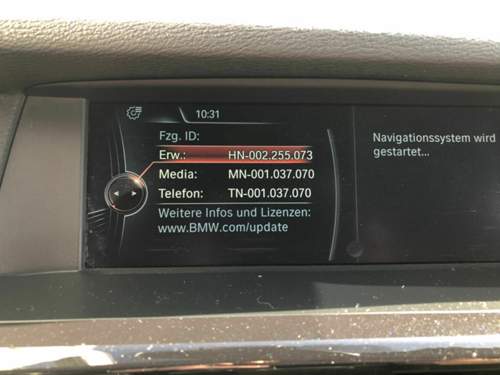 10:31
Fzg. ID:
Erw.: HN-002.255.073
Media: MN-001.037.070
Telefon: TN-001.037.070
Weitere Infos und Lizenzen:
www.BMW.com/update
Navigationssystem wird
gestartet...